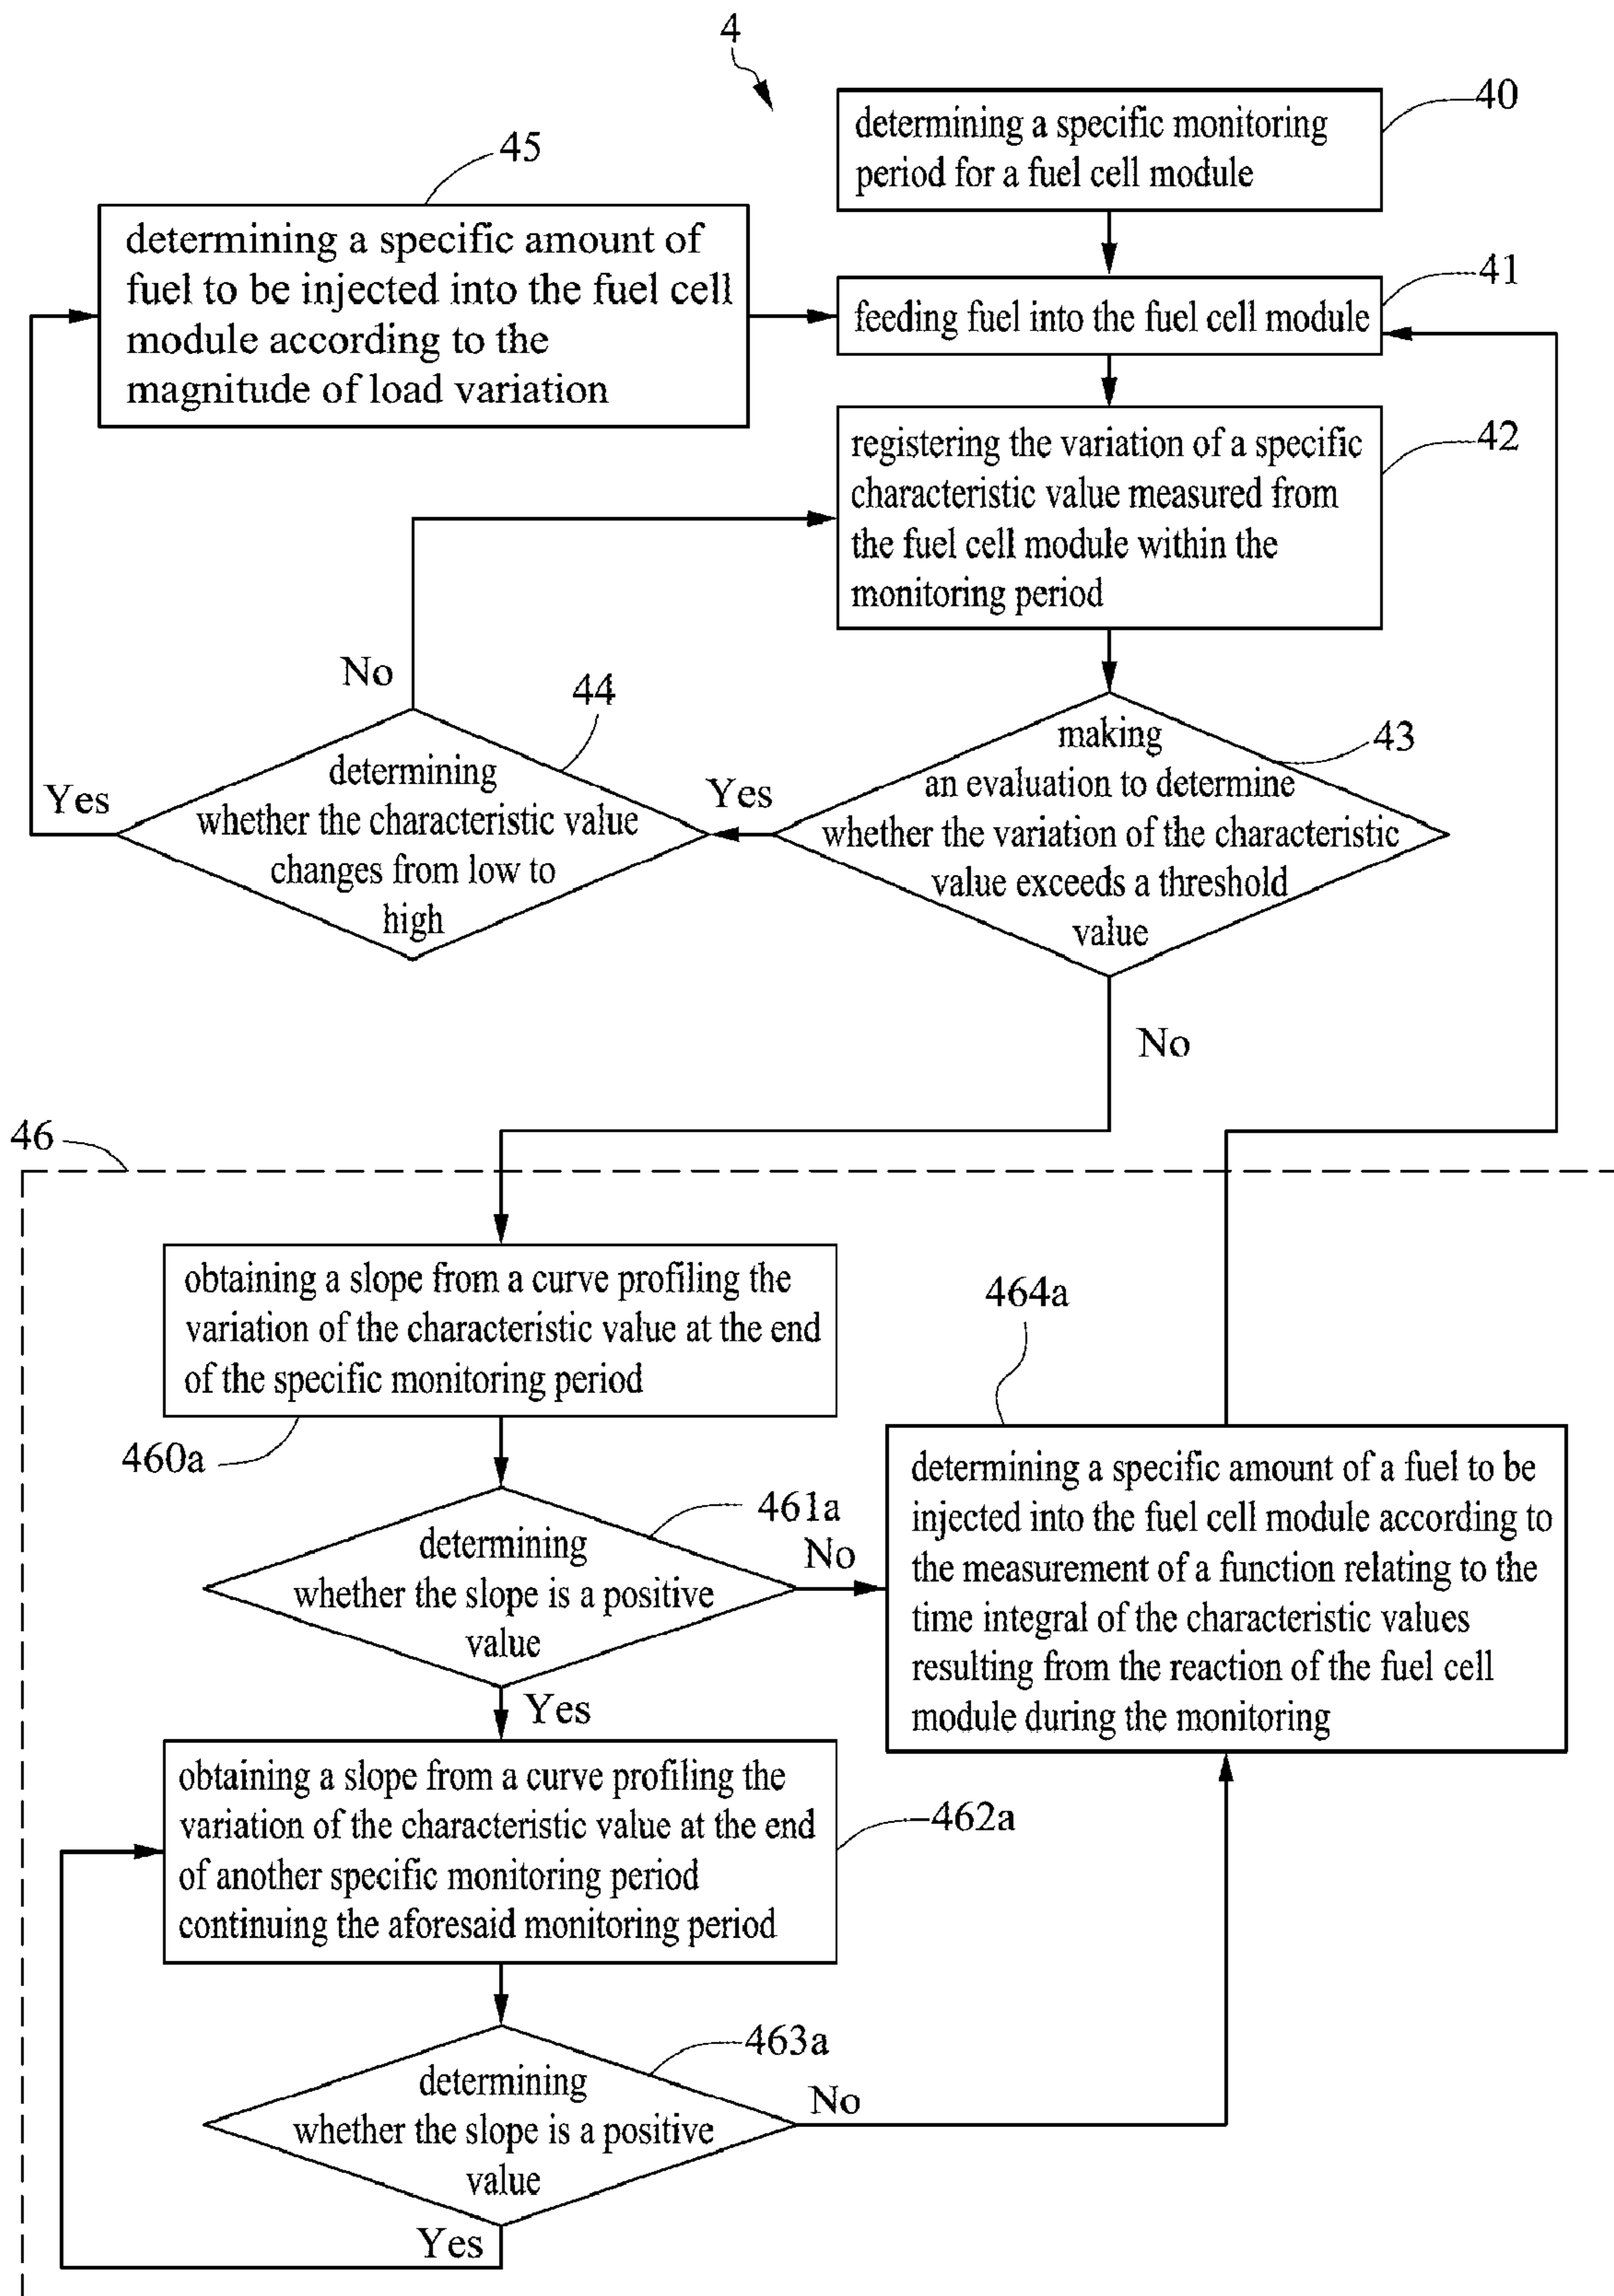 4
40
determining a specific monitoring
period for a fuel cell module
45
determining a specific amount of
fuel to be injected into the fuel cell
module according to the
magnitude of load variation
41
feeding fuel into the fuel cell module
42
registering the variation of a specific
characteristic value measured from
the fuel cell module within the
monitoring period
No
44
determining
whether the characteristic value
changes from low to
high
Yes
Yes
43
making
an evaluation to determine
whether the variation of the characteristic
value exceeds a threshold
value
No
46
obtaining a slope from a curve profiling the
variation of the characteristic value at the end
of the specific monitoring period
460a
464a
determining a specific amount of a fuel to be
injected into the fuel cell module according to
the measurement of a function relating to the
time integral of the characteristic values
resulting from the reaction of the fuel cell
module during the monitoring
461a
determining
whether the slope is a positive
value
No
Yes
obtaining a slope from a curve profiling the
variation of the characteristic value at the end
of another specific monitoring period
continuing the aforesaid monitoring period
462a
463a
determining
whether the slope is a positive
value
No
Yes